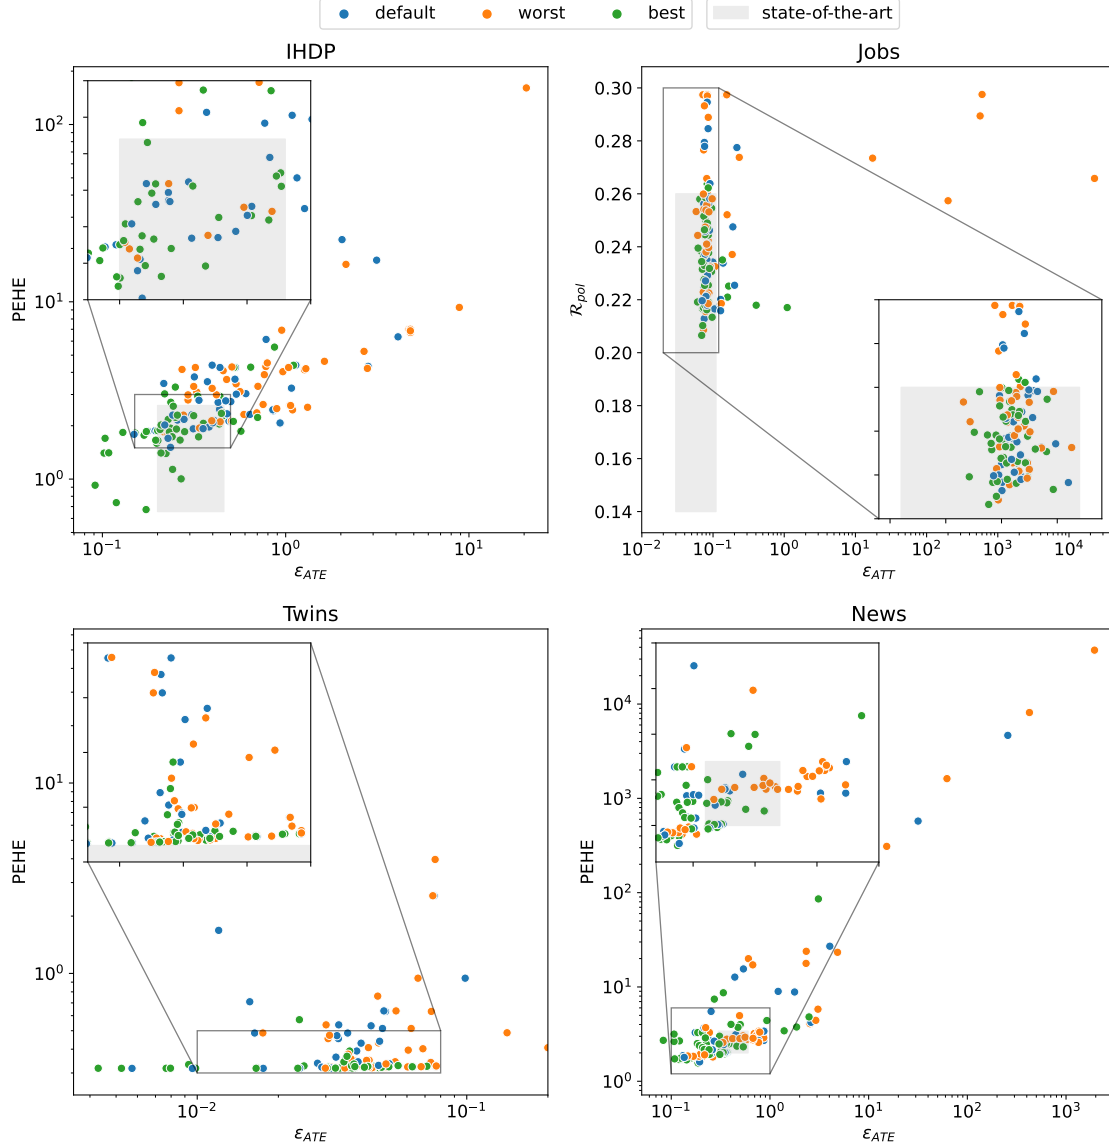 default worst best state-of-the-art
IHDP
PEHE
10²
10¹
10⁰
10⁻¹ 10⁰ 10¹
ε_ATE
Jobs
ℛ_pol
0.30
0.28
0.26
0.24
0.22
0.20
0.18
0.16
0.14
10⁻² 10⁻¹ 10⁰ 10¹ 10² 10³ 10⁴
ε_ATT
Twins
PEHE
10¹
10⁰
10⁻² 10⁻¹
ε_ATE
News
PEHE
10⁴
10³
10²
10¹
10⁰
10⁻¹ 10⁰ 10¹ 10² 10³
ε_ATE